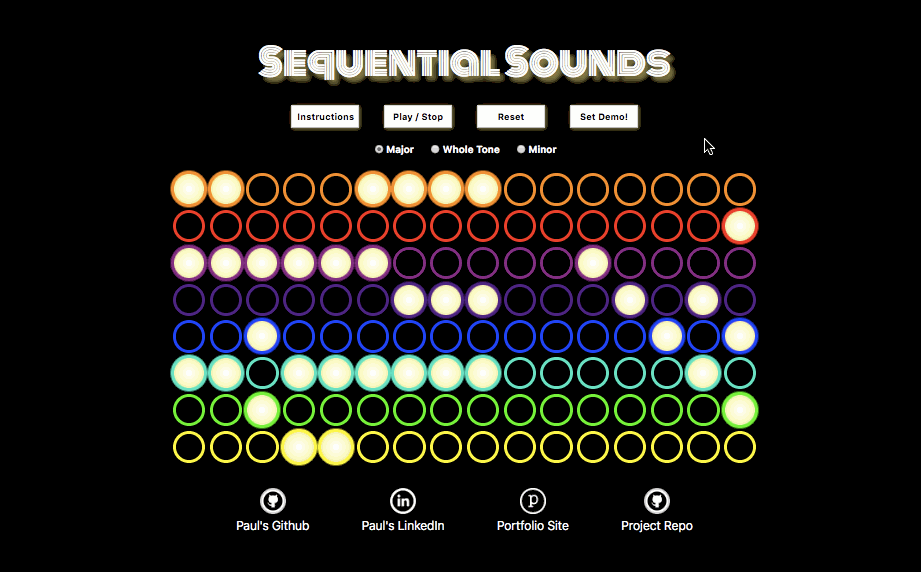 Sequential Sounds
Instructions Play / Stop Reset Set Demo!
Major Whole Tone Minor
in p
Paul's Github Paul's LinkedIn Portfolio Site Project Repo